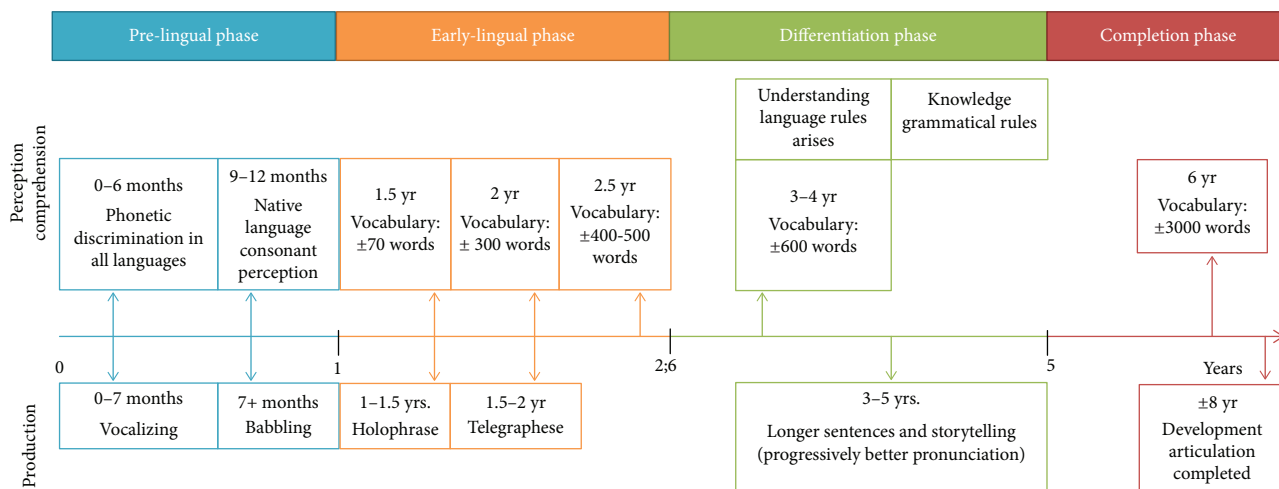 Pre-lingual phase
Early-lingual phase
Differentiation phase
Completion phase
Perception
comprehension
0–6 months
Phonetic
discrimination in
all languages
9–12 months
Native
language
consonant
perception
1.5 yr
Vocabulary:
±70 words
2 yr
Vocabulary:
± 300 words
2.5 yr
Vocabulary:
±400-500
words
Understanding
language rules
arises
Knowledge
grammatical rules
3–4 yr
Vocabulary:
±600 words
6 yr
Vocabulary:
±3000 words
0
1
2;6
5
Years
Production
0–7 months
Vocalizing
7+ months
Babbling
1–1.5 yrs.
Holophrase
1.5–2 yr
Telegraphese
3–5 yrs.
Longer sentences and storytelling
(progressively better pronunciation)
±8 yr
Development
articulation
completed